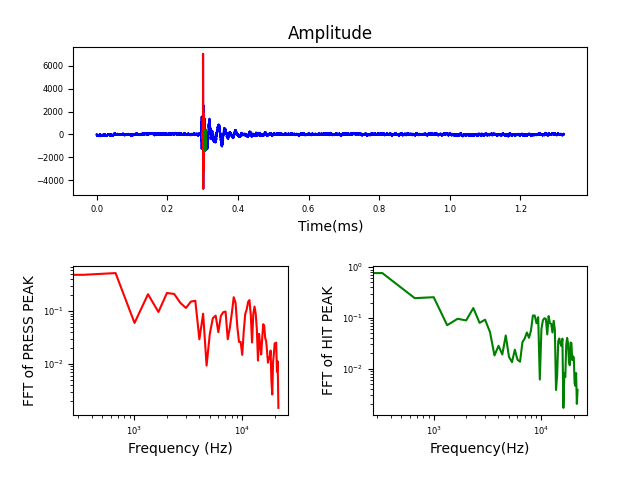 Amplitude
6000
4000
2000
0
−2000
−4000
0.0 0.2 0.4 0.6 0.8 1.0 1.2
Time(ms)
FFT of PRESS PEAK
10⁻¹
10⁻²
10³ 10⁴
Frequency (Hz)
FFT of HIT PEAK
10⁰
10⁻¹
10⁻²
10³ 10⁴
Frequency(Hz)